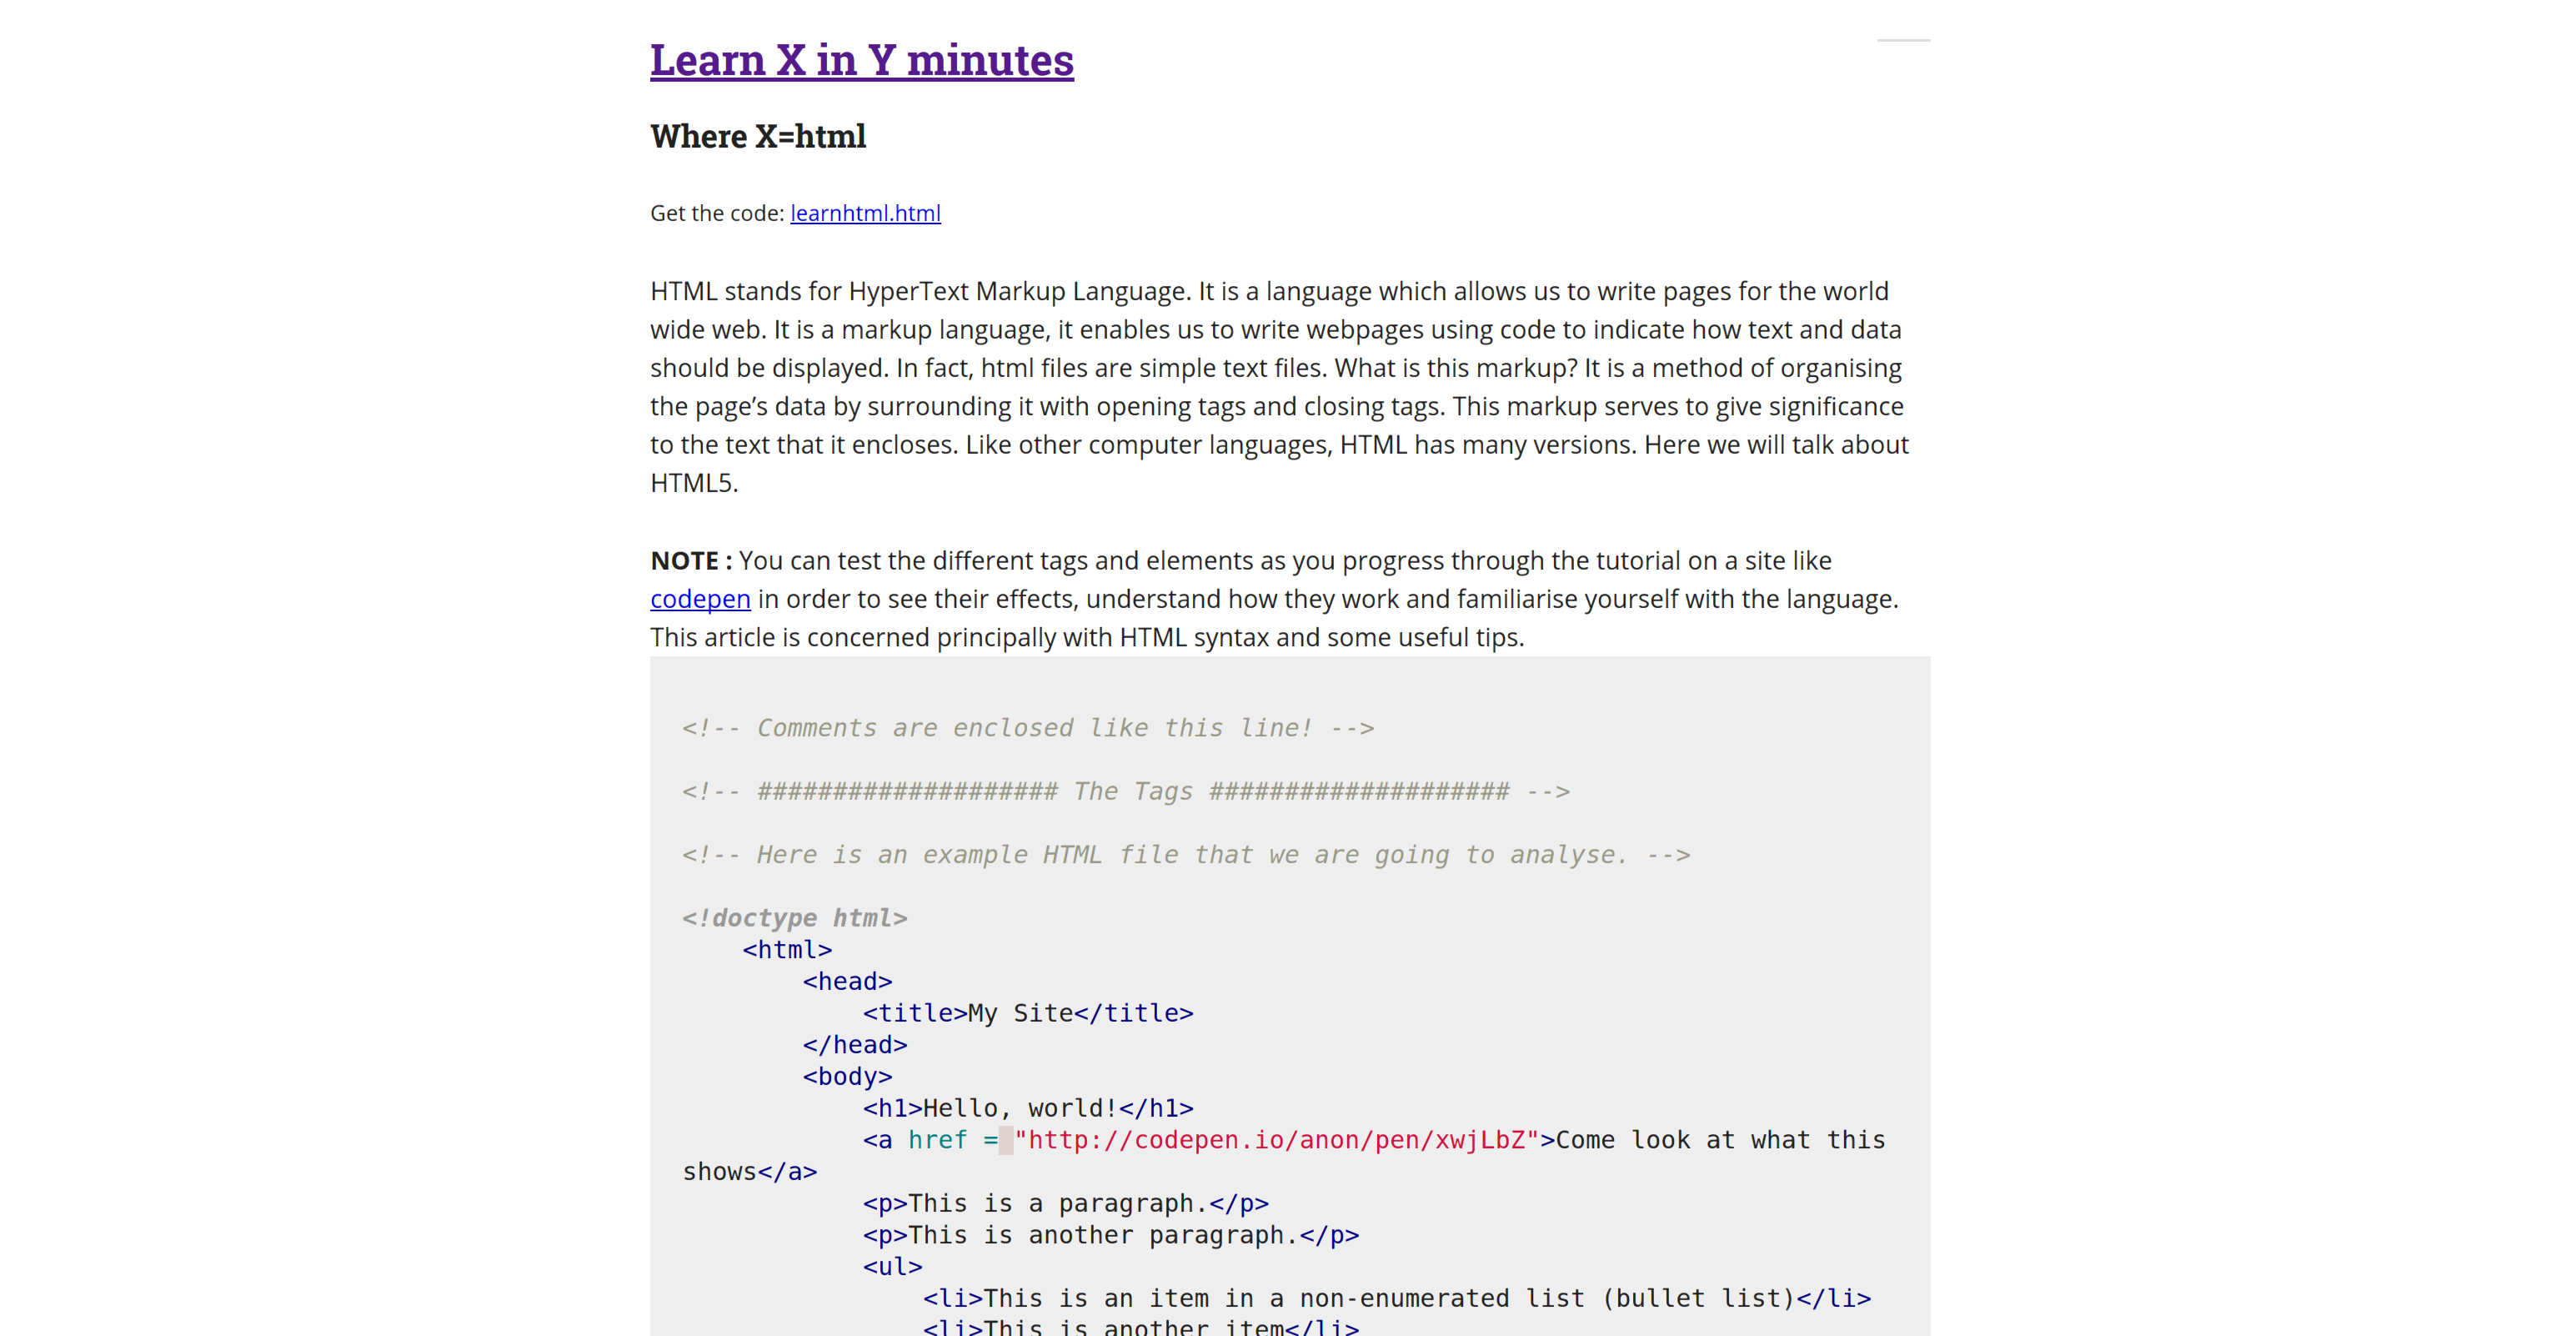 Learn X in Y minutes
Where X=html
Get the code: learnhtml.html
HTML stands for HyperText Markup Language. It is a language which allows us to write pages for the world
wide web. It is a markup language, it enables us to write webpages using code to indicate how text and data
should be displayed. In fact, html files are simple text files. What is this markup? It is a method of organising
the page’s data by surrounding it with opening tags and closing tags. This markup serves to give significance
to the text that it encloses. Like other computer languages, HTML has many versions. Here we will talk about
HTML5.
NOTE : You can test the different tags and elements as you progress through the tutorial on a site like
codepen in order to see their effects, understand how they work and familiarise yourself with the language.
This article is concerned principally with HTML syntax and some useful tips.
<!-- Comments are enclosed like this line! -->
<!-- #################### The Tags #################### -->
<!-- Here is an example HTML file that we are going to analyse. -->
<!doctype html>
    <html>
        <head>
            <title>My Site</title>
        </head>
        <body>
            <h1>Hello, world!</h1>
            <a href = "http://codepen.io/anon/pen/xwjLbZ">Come look at what this
shows</a>
            <p>This is a paragraph.</p>
            <p>This is another paragraph.</p>
            <ul>
                <li>This is an item in a non-enumerated list (bullet list)</li>
                <li>This is another item</li>